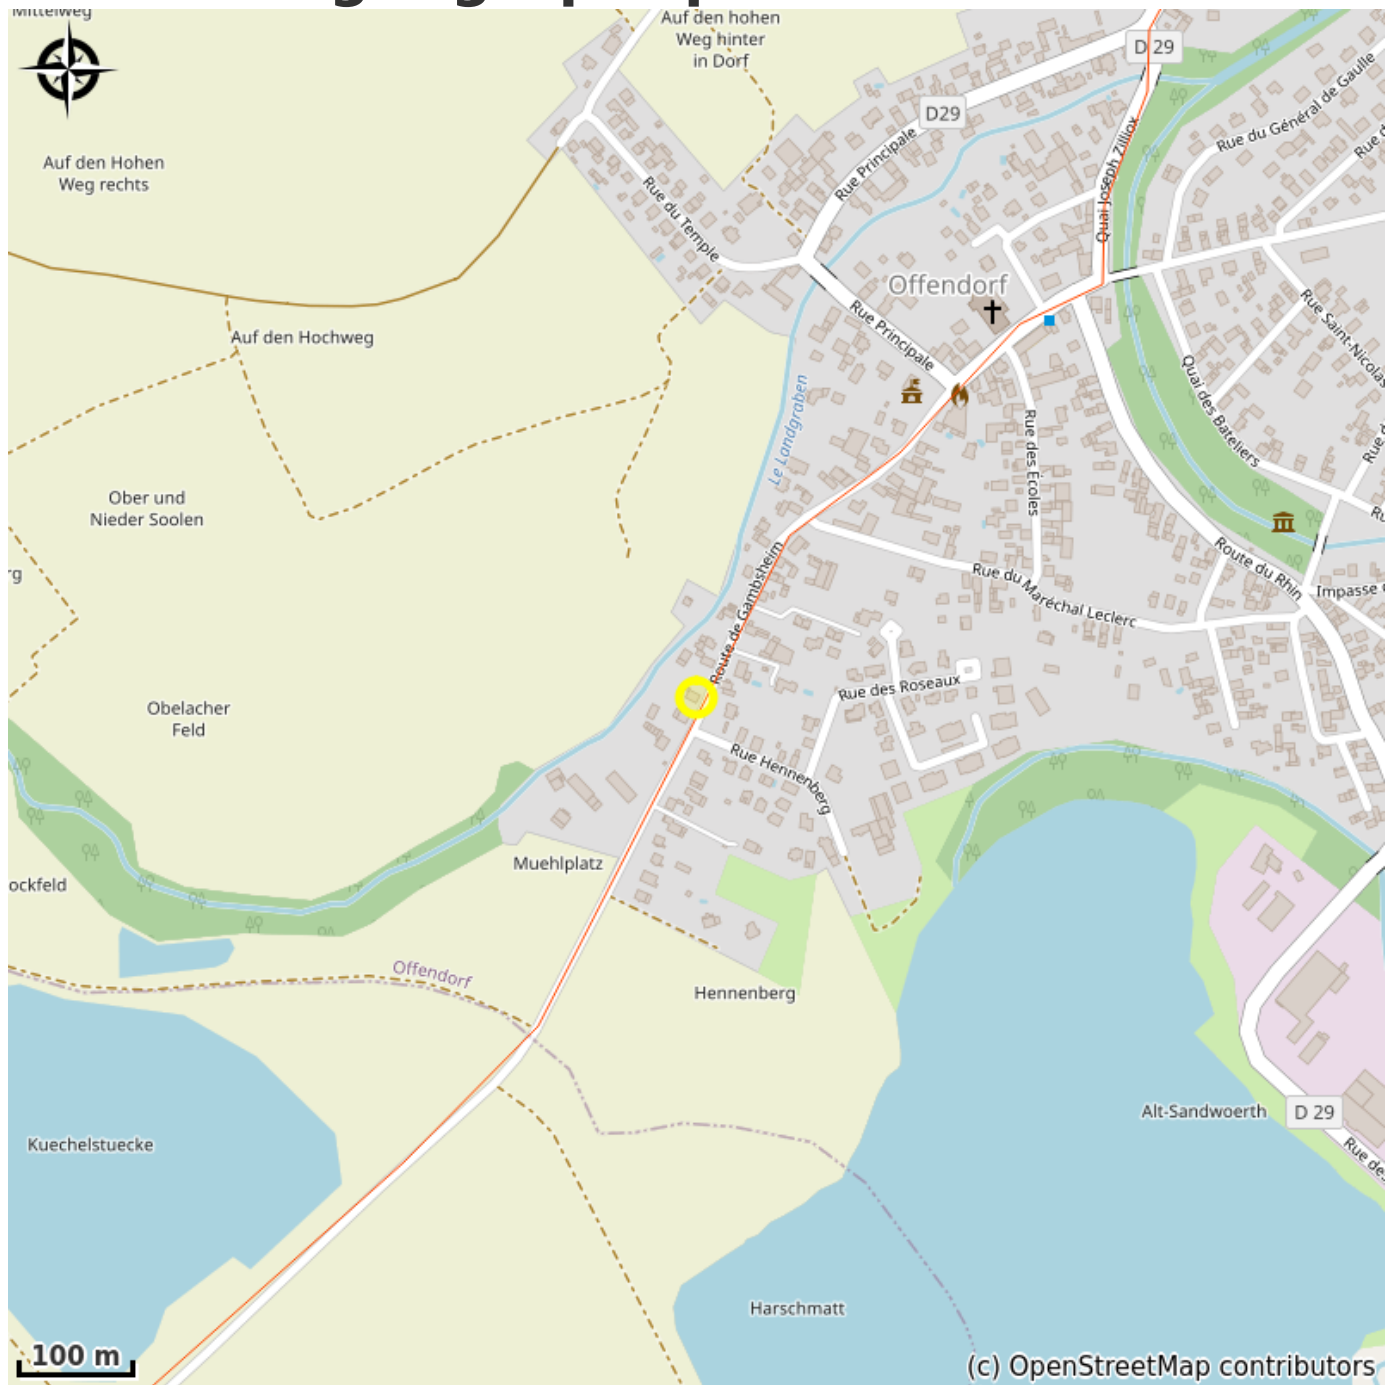 Mittelweg
Auf den hohen
Weg hinter
in Dorf
D 29
D29
Rue du Général de Gaulle
Rue Principale
Quai Joseph Zilliox
Auf den Hohen
Weg rechts
Rue du Temple
Offendorf
Rue Principale
Rue Saint-Nicolas
Auf den Hochweg
Le Landgraben
Quai des Bateliers
Rue des Écoles
Ober und
Nieder Soolen
Route de Gambsheim
Route du Rhin
Rue du Maréchal Leclerc
Impasse
Rue des Roseaux
Obelacher
Feld
Rue Hennenberg
Muehlplatz
ockfeld
Offendorf
Hennenberg
Alt-Sandwoerth
D 29
Kuechelstuecke
Rue des
Harschmatt
100 m
(c) OpenStreetMap contributors